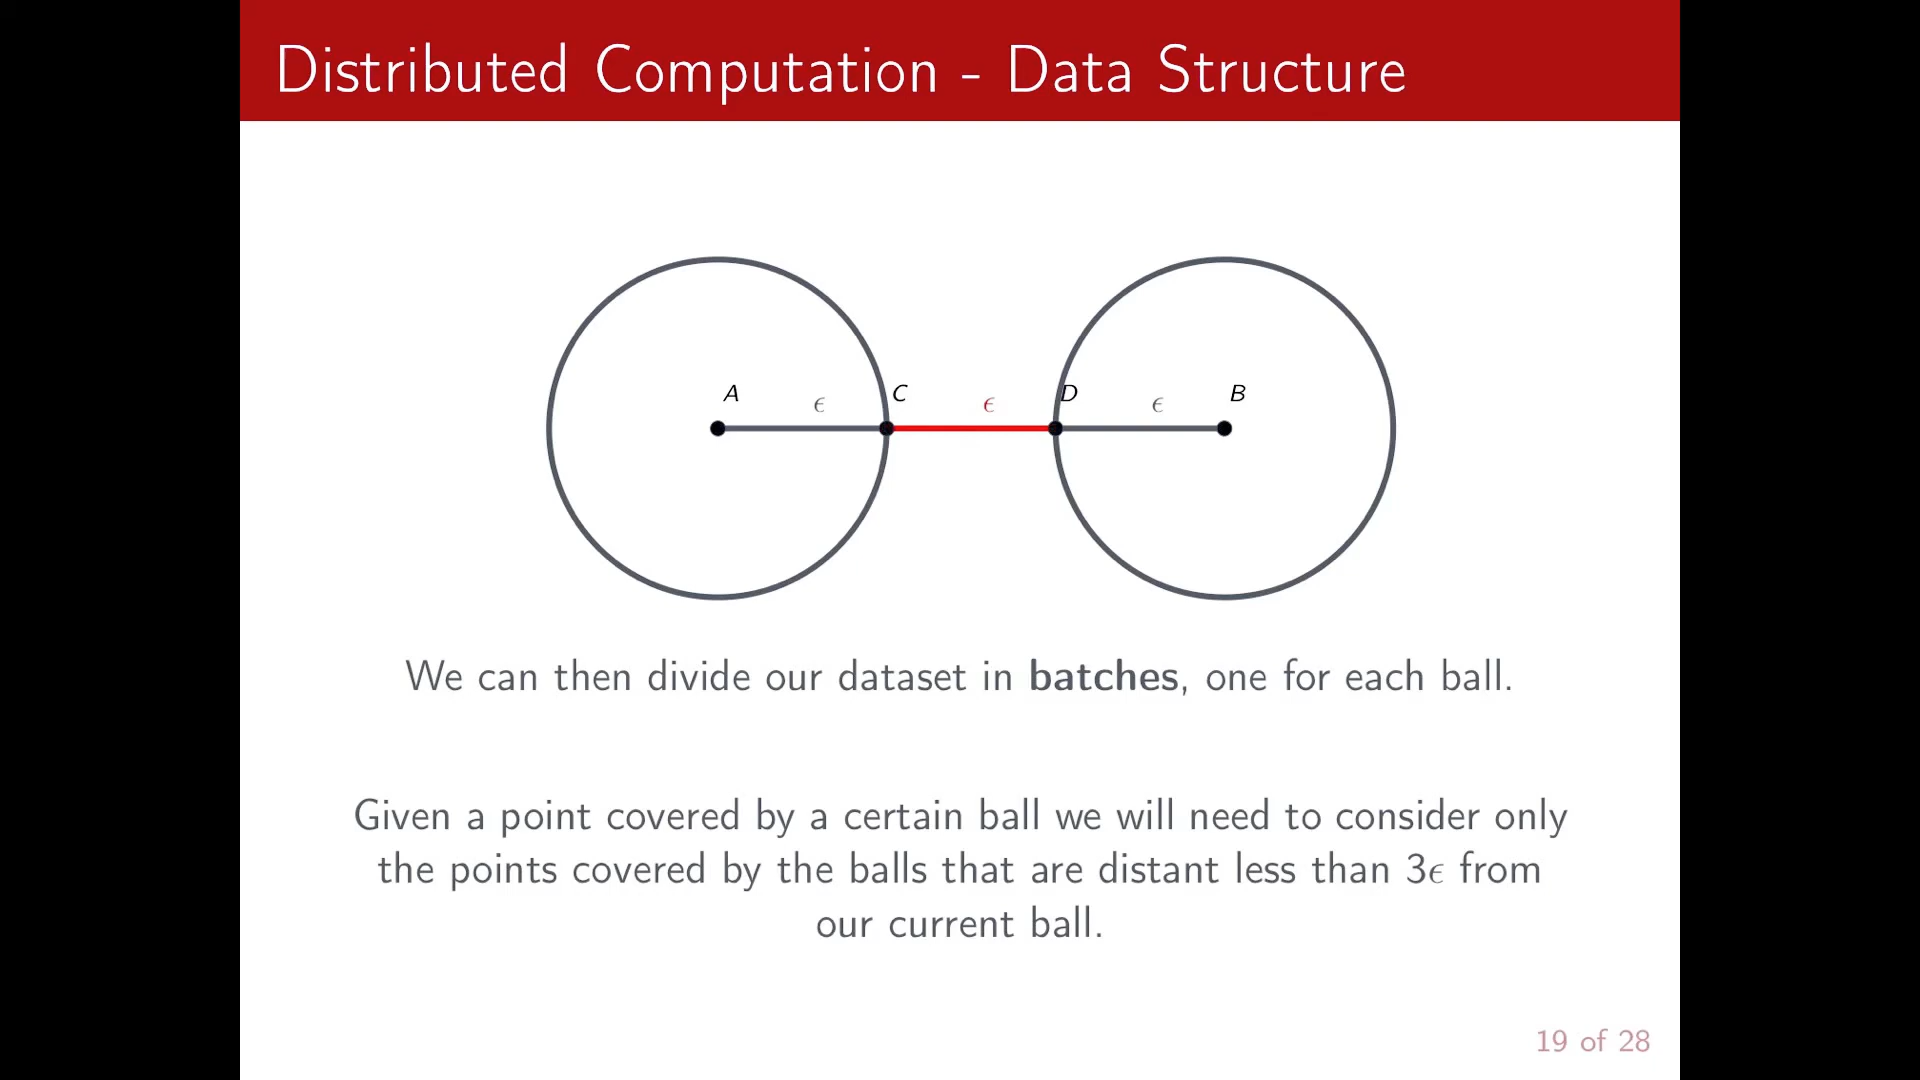 Distributed Computation - Data Structure
A
ϵ
C
ϵ
D
ϵ
B
We can then divide our dataset in batches, one for each ball.
Given a point covered by a certain ball we will need to consider only
the points covered by the balls that are distant less than 3ϵ from
our current ball.
19 of 28